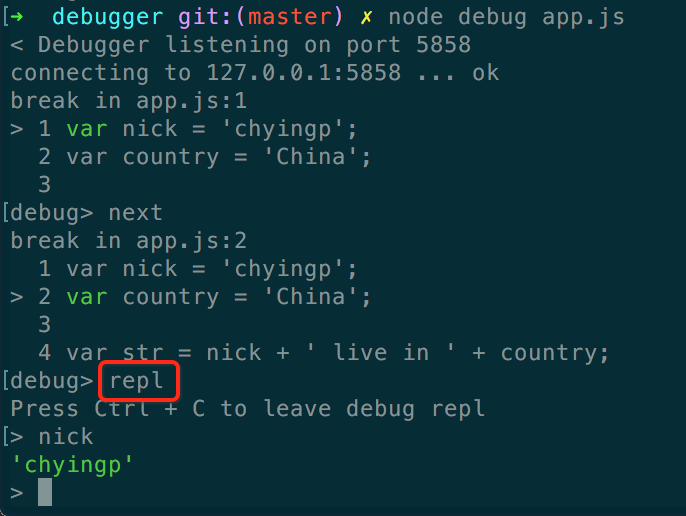 [➜  debugger git:(master) ✗ node debug app.js
< Debugger listening on port 5858
connecting to 127.0.0.1:5858 ... ok
break in app.js:1
> 1 var nick = 'chyingp';
  2 var country = 'China';
  3
[debug> next
break in app.js:2
  1 var nick = 'chyingp';
> 2 var country = 'China';
  3
  4 var str = nick + ' live in ' + country;
[debug> repl
Press Ctrl + C to leave debug repl
[> nick
'chyingp'
>